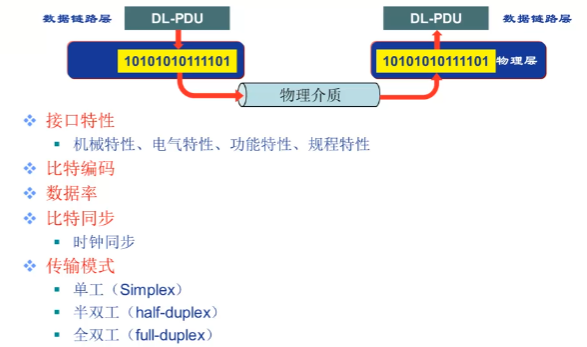 数据链路层 DL-PDU DL-PDU 数据链路层
10101010111101 10101010111101 物理层
物理介质
接口特性
机械特性、电气特性、功能特性、规程特性
比特编码
数据率
比特同步
时钟同步
传输模式
单工（Simplex）
半双工（half-duplex）
全双工（full-duplex）